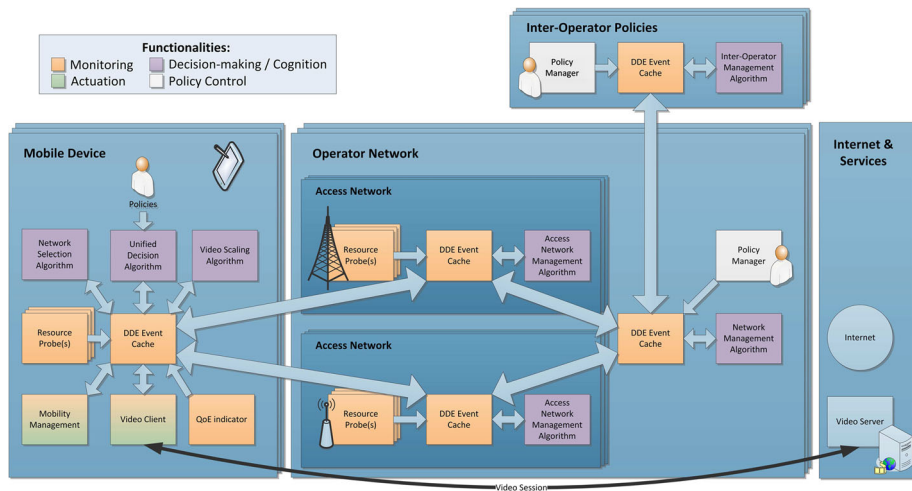 Functionalities:
Monitoring
Decision-making / Cognition
Actuation
Policy Control
Inter-Operator Policies
Policy
Manager
DDE Event
Cache
Inter-Operator
Management
Algorithm
Mobile Device
Policies
Network
Selection
Algorithm
Unified
Decision
Algorithm
Video Scaling
Algorithm
Resource
Probe(s)
DDE Event
Cache
Mobility
Management
Video Client
QoE indicator
Operator Network
Access Network
Resource
Probe(s)
DDE Event
Cache
Access
Network
Management
Algorithm
Access Network
Resource
Probe(s)
DDE Event
Cache
Access
Network
Management
Algorithm
Policy
Manager
DDE Event
Cache
Network
Management
Algorithm
Internet &
Services
Internet
Video Server
Video Session